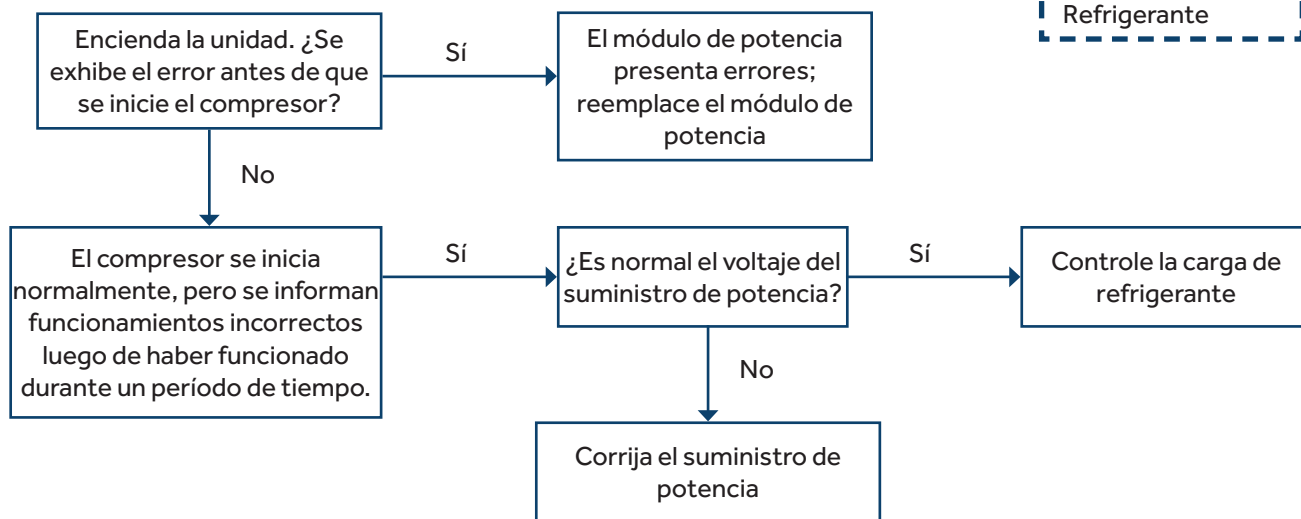 Refrigerante
Encienda la unidad. ¿Se
exhibe el error antes de que
se inicie el compresor?
Sí
El módulo de potencia
presenta errores;
reemplace el módulo de
potencia
No
El compresor se inicia
normalmente, pero se informan
funcionamientos incorrectos
luego de haber funcionado
durante un período de tiempo.
Sí
¿Es normal el voltaje del
suministro de potencia?
Sí
Controle la carga de
refrigerante
No
Corrija el suministro de
potencia